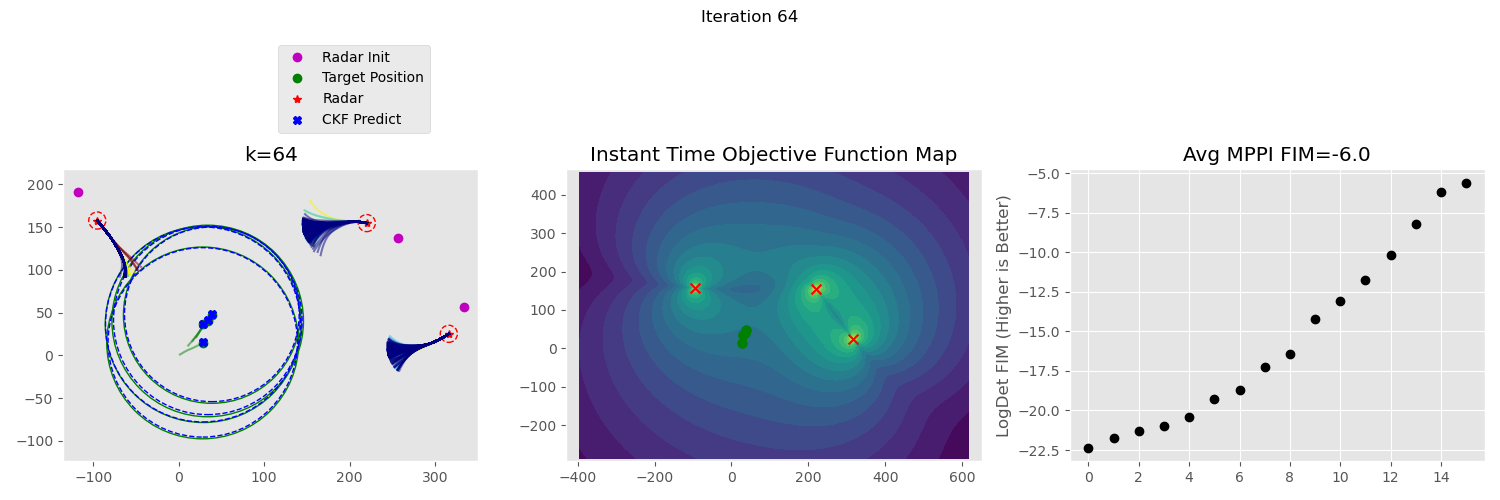 Iteration 64
Radar Init
Target Position
Radar
CKF Predict
k=64
200
150
100
50
0
−50
−100
−100 0 100 200 300
Instant Time Objective Function Map
400
300
200
100
0
−100
−200
−400 −200 0 200 400 600
Avg MPPI FIM=-6.0
LogDet FIM (Higher is Better)
−5.0
−7.5
−10.0
−12.5
−15.0
−17.5
−20.0
−22.5
0 2 4 6 8 10 12 14